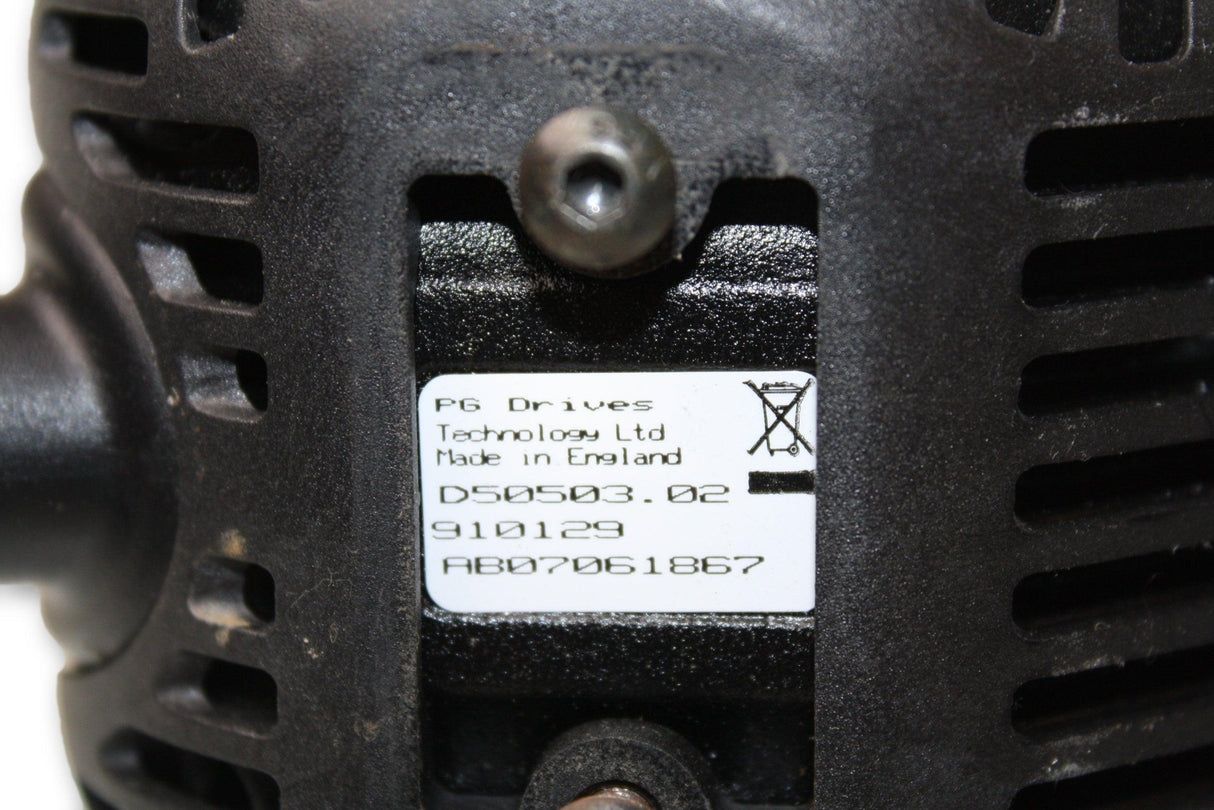 PG Drives
Technology Ltd
Made in England
D50503.02
910129
AB07061867